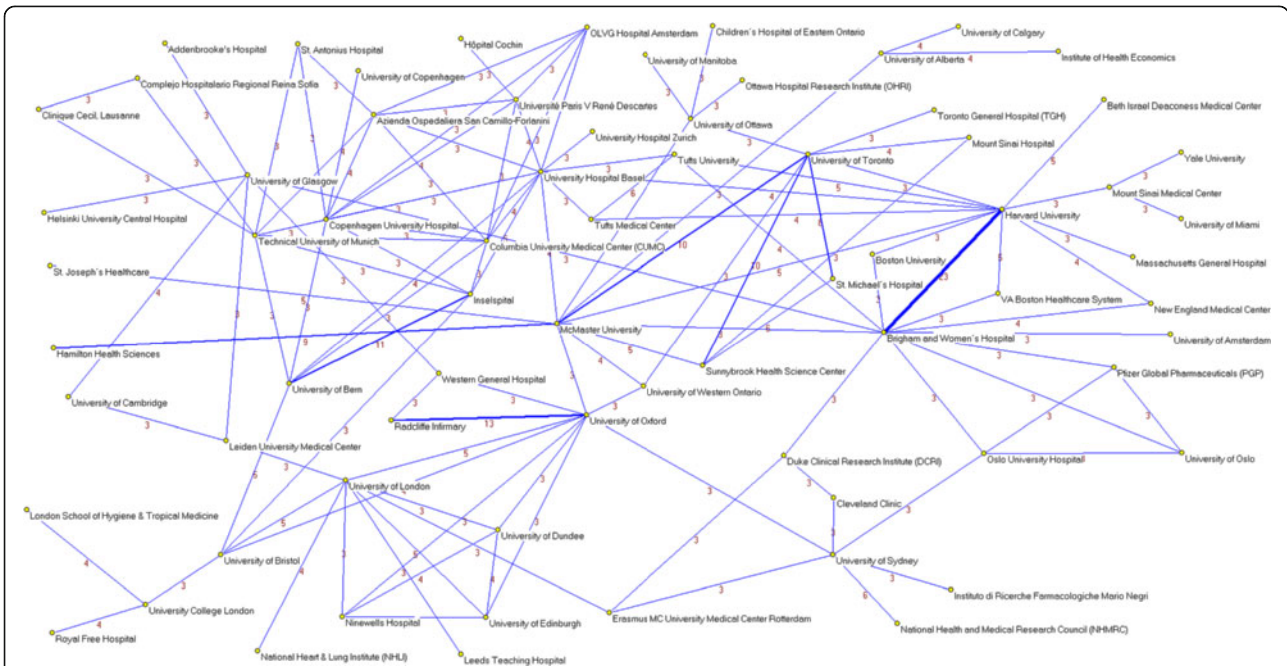 OLVG Hospital Amsterdam
Children's Hospital of Eastern Ontario
University of Calgary
Addenbrooke's Hospital
St. Antonius Hospital
Hôpital Cochin
University of Manitoba
University of Alberta
Institute of Health Economics
Complejo Hospitalario Regional Reina Sofía
University of Copenhagen
Ottawa Hospital Research Institute (OHRI)
Université Paris V René Descartes
Beth Israel Deaconess Medical Center
Clinique Cecil, Lausanne
Azienda Ospedaliera San Camillo-Forlanini
University of Ottawa
Toronto General Hospital (TGH)
University Hospital Zurich
Mount Sinai Hospital
Tufts University
University of Toronto
Yale University
University of Glasgow
University Hospital Basel
Mount Sinai Medical Center
Helsinki University Central Hospital
Copenhagen University Hospital
Tufts Medical Center
Harvard University
University of Miami
Technical University of Munich
Columbia University Medical Center (CUMC)
Boston University
Massachusetts General Hospital
St. Joseph's Healthcare
St. Michael's Hospital
Inselspital
VA Boston Healthcare System
New England Medical Center
McMaster University
Brigham and Women's Hospital
University of Amsterdam
Hamilton Health Sciences
Sunnybrook Health Science Center
Pfizer Global Pharmaceuticals (PGP)
University of Bern
Western General Hospital
University of Western Ontario
University of Cambridge
Radcliffe Infirmary
University of Oxford
Leiden University Medical Center
Duke Clinical Research Institute (DCRI)
Oslo University Hospital
University of Oslo
University of London
Cleveland Clinic
London School of Hygiene & Tropical Medicine
University of Dundee
University of Bristol
University of Sydney
Instituto di Ricerche Farmacologiche Mario Negri
University College London
Ninewells Hospital
University of Edinburgh
Erasmus MC University Medical Center Rotterdam
National Health and Medical Research Council (NHMRC)
Royal Free Hospital
National Heart & Lung Institute (NHLI)
Leeds Teaching Hospital
10
10
23
9
11
13